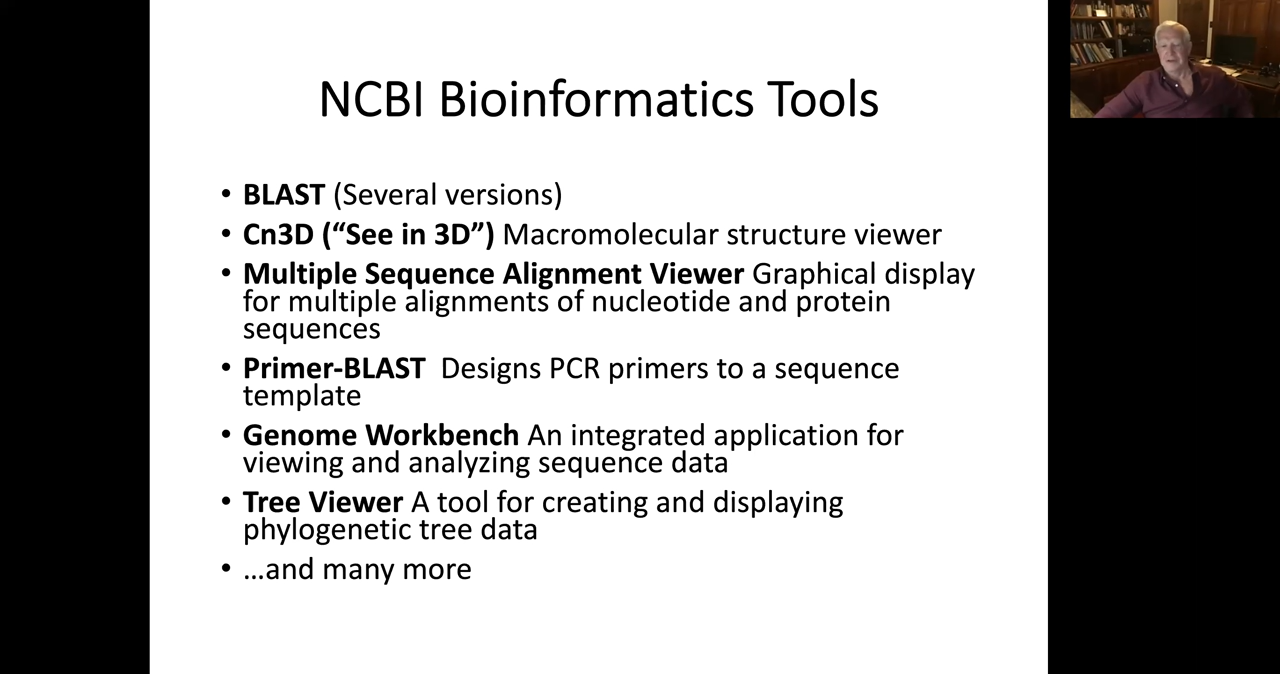 NCBI Bioinformatics Tools
• BLAST (Several versions)
• Cn3D (“See in 3D”) Macromolecular structure viewer
• Multiple Sequence Alignment Viewer Graphical display
for multiple alignments of nucleotide and protein
sequences
• Primer-BLAST  Designs PCR primers to a sequence
template
• Genome Workbench An integrated application for
viewing and analyzing sequence data
• Tree Viewer A tool for creating and displaying
phylogenetic tree data
• …and many more